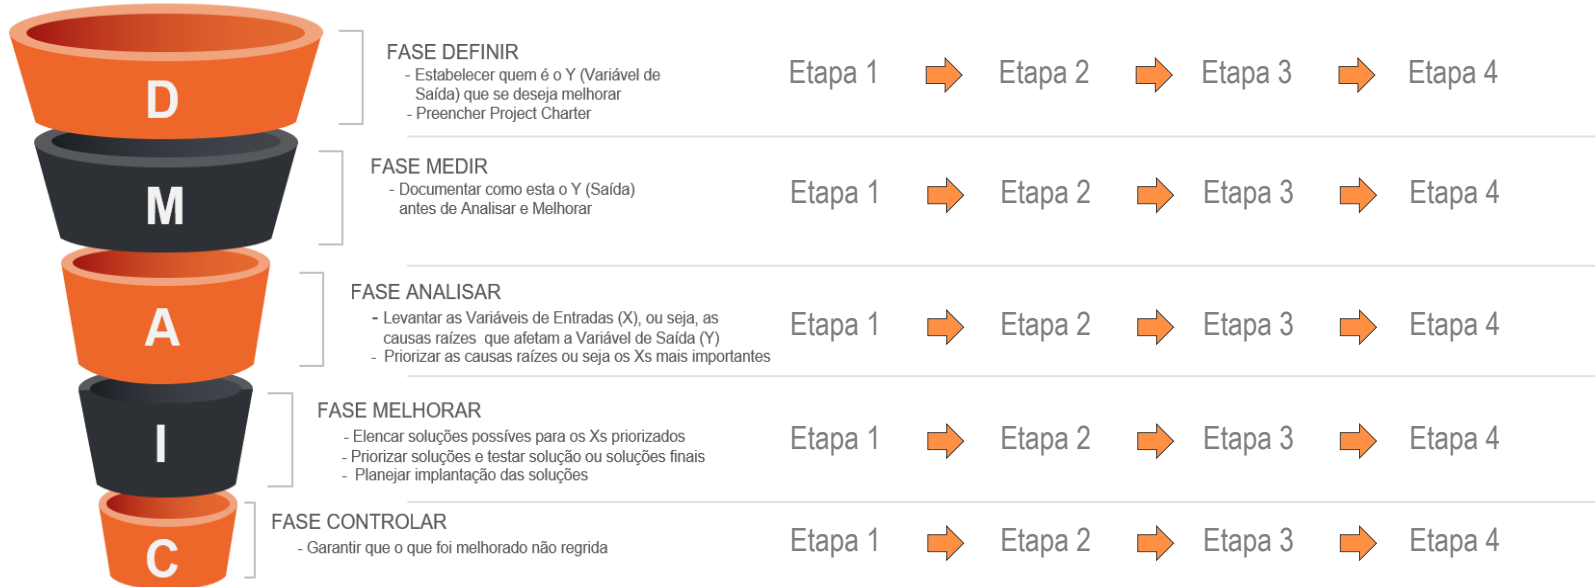 D
FASE DEFINIR
- Estabelecer quem é o Y (Variável de
Saída) que se deseja melhorar
- Preencher Project Charter
Etapa 1 Etapa 2 Etapa 3 Etapa 4
M
FASE MEDIR
- Documentar como esta o Y (Saída)
antes de Analisar e Melhorar
Etapa 1 Etapa 2 Etapa 3 Etapa 4
A
FASE ANALISAR
- Levantar as Variáveis de Entradas (X), ou seja, as
causas raízes que afetam a Variável de Saída (Y)
- Priorizar as causas raízes ou seja os Xs mais importantes
Etapa 1 Etapa 2 Etapa 3 Etapa 4
I
FASE MELHORAR
- Elencar soluções possíves para os Xs priorizados
- Priorizar soluções e testar solução ou soluções finais
- Planejar implantação das soluções
Etapa 1 Etapa 2 Etapa 3 Etapa 4
C
FASE CONTROLAR
- Garantir que o que foi melhorado não regrida
Etapa 1 Etapa 2 Etapa 3 Etapa 4